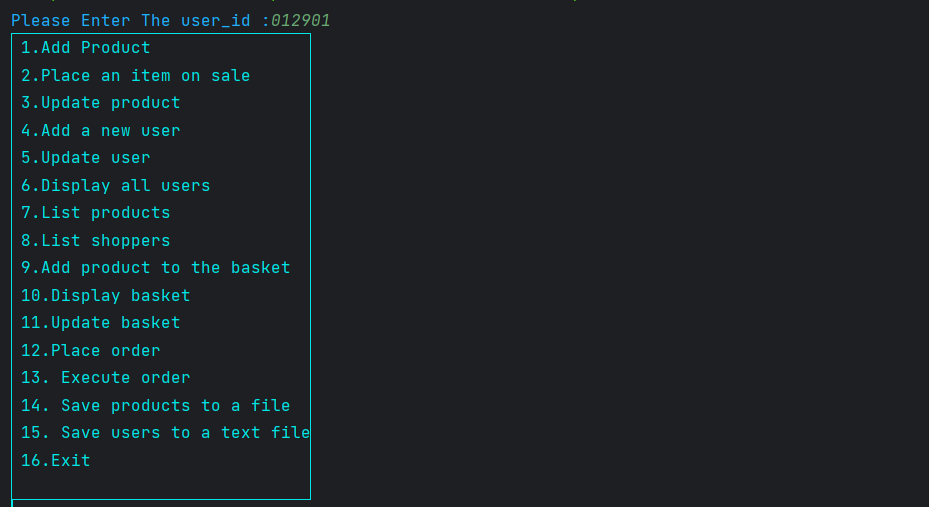 Please Enter The user_id :012901
1.Add Product
2.Place an item on sale
3.Update product
4.Add a new user
5.Update user
6.Display all users
7.List products
8.List shoppers
9.Add product to the basket
10.Display basket
11.Update basket
12.Place order
13. Execute order
14. Save products to a file
15. Save users to a text file
16.Exit